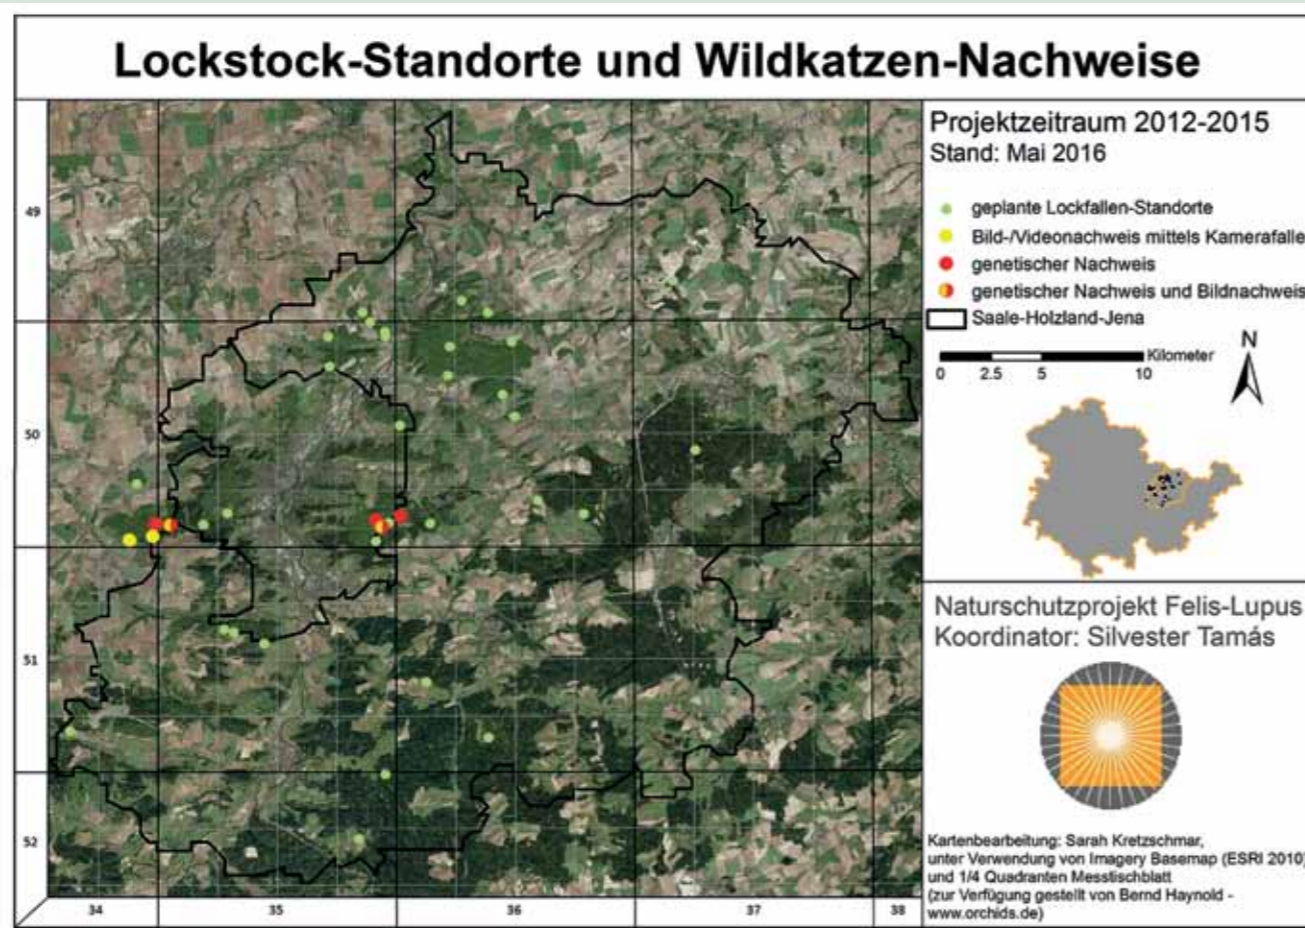 Lockstock-Standorte und Wildkatzen-Nachweise
Projektzeitraum 2012-2015
Stand: Mai 2016
geplante Lockfallen-Standorte
Bild-/Videonachweis mittels Kamerafalle
genetischer Nachweis
genetischer Nachweis und Bildnachweis
Saale-Holzland-Jena
Kilometer
0 2.5 5 10
N
49
50
51
52
34 35 36 37 38
Naturschutzprojekt Felis-Lupus
Koordinator: Silvester Tamás
Kartenbearbeitung: Sarah Kretzschmar,
unter Verwendung von Imagery Basemap (ESRI 2010)
und 1/4 Quadranten Messtischblatt
(zur Verfügung gestellt von Bernd Haynold -
www.orchids.de)